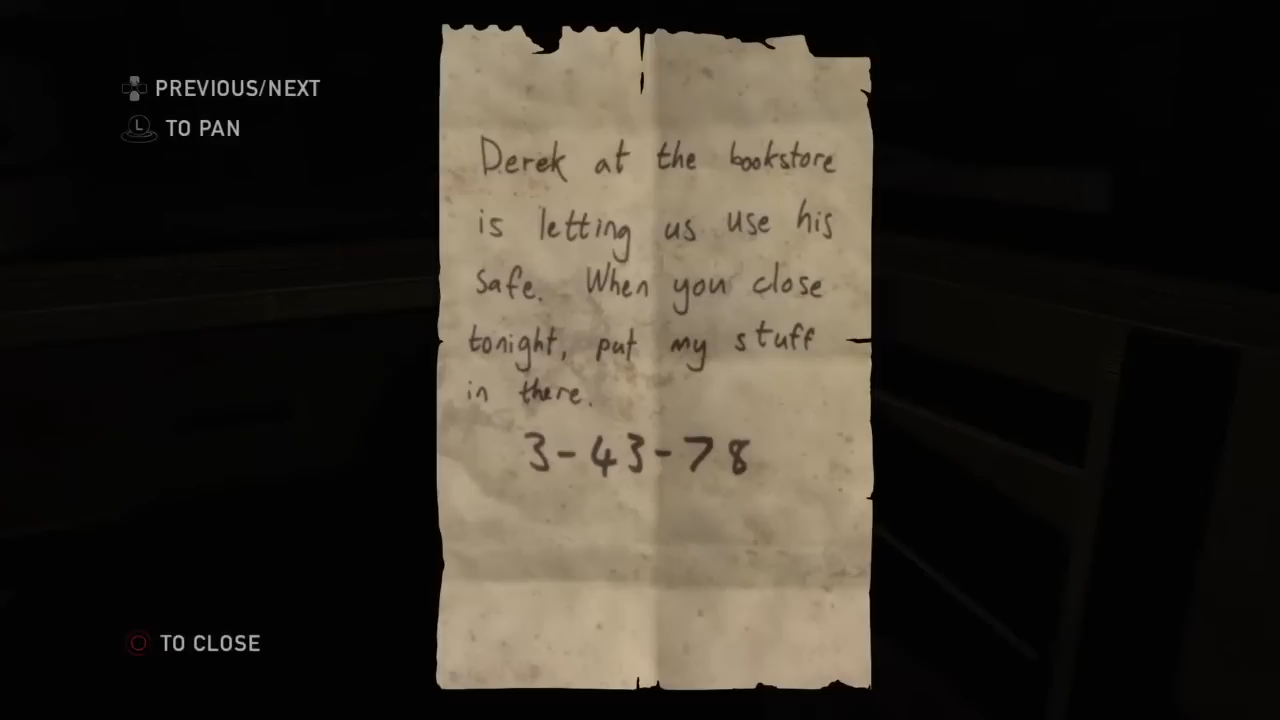 PREVIOUS/NEXT
L TO PAN
Derek at the bookstore
is letting us use his
safe. When you close
tonight, put my stuff
in there.
3-43-78
TO CLOSE